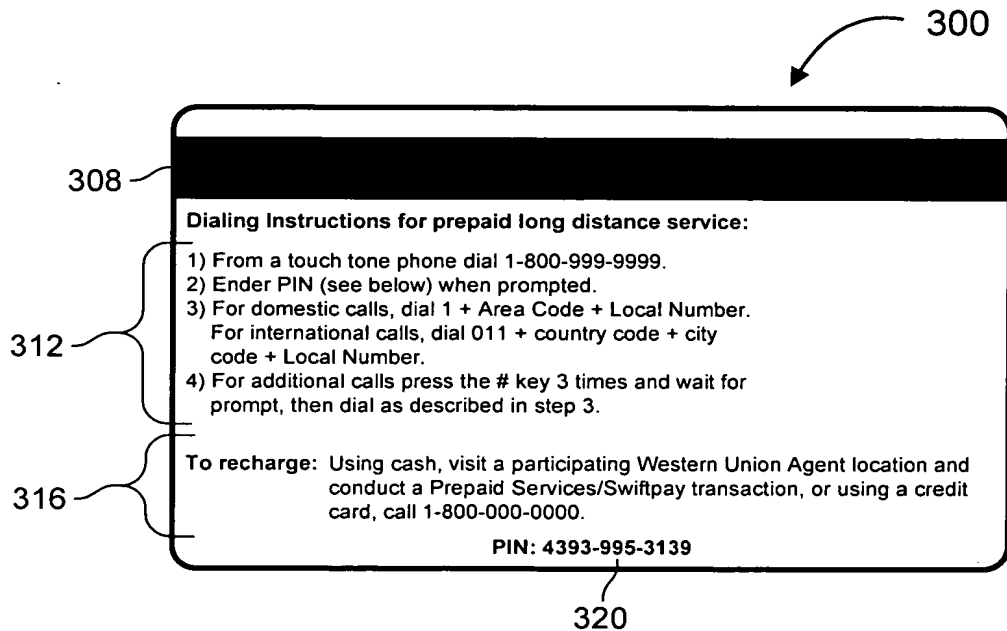 300
308
Dialing Instructions for prepaid long distance service:
1) From a touch tone phone dial 1-800-999-9999.
2) Ender PIN (see below) when prompted.
3) For domestic calls, dial 1 + Area Code + Local Number.
For international calls, dial 011 + country code + city
code + Local Number.
312
4) For additional calls press the # key 3 times and wait for
prompt, then dial as described in step 3.
To recharge: Using cash, visit a participating Western Union Agent location and
316
conduct a Prepaid Services/Swiftpay transaction, or using a credit
card, call 1-800-000-0000.
PIN: 4393-995-3139
320